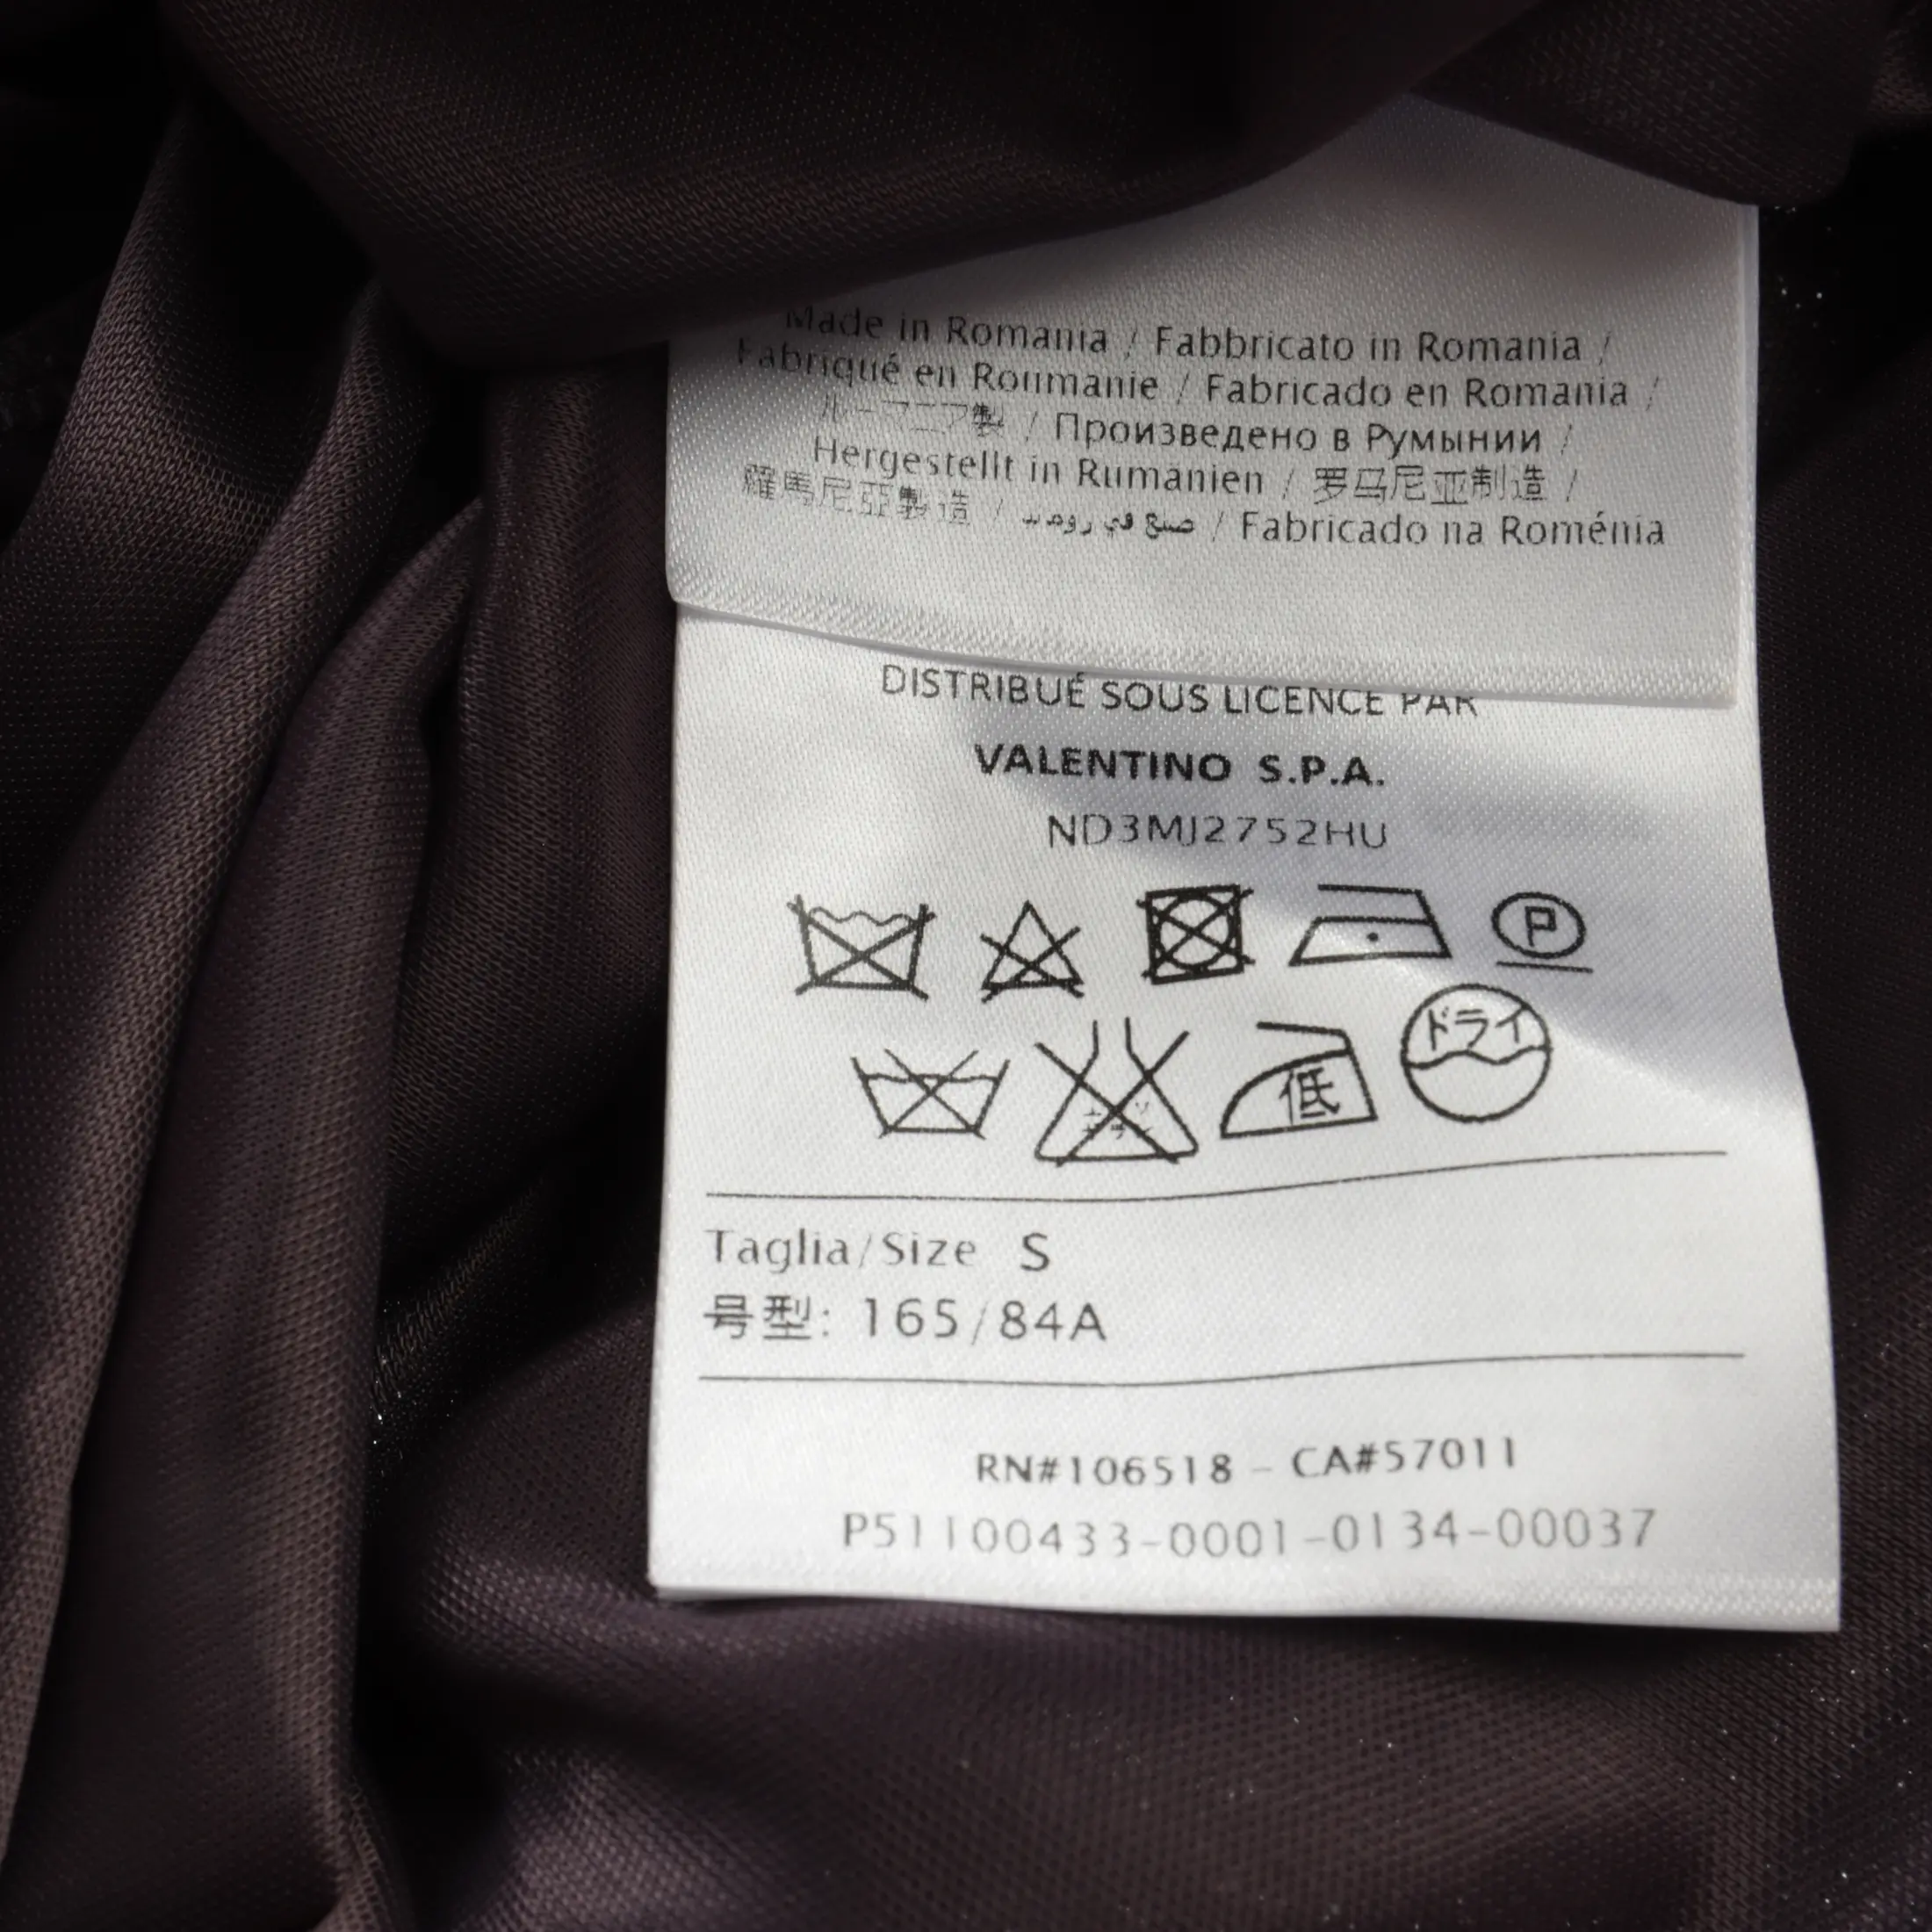 Made in Romania / Fabbricato in Romania /
Fabriqué en Roumanie / Fabricado en Romania /
ルーマニア製 / Произведено в Румынии /
Hergestellt in Rumänien / 罗马尼亚制造 /
羅馬尼亞製造 / صنع في / Fabricado na Roménia
DISTRIBUÉ SOUS LICENCE PAR
VALENTINO S.P.A.
ND3MJ2752HU
P
ドライ
低
Taglia/Size S
号型: 165/84A
RN#106518 – CA#57011
P51100433-0001-0134-00037